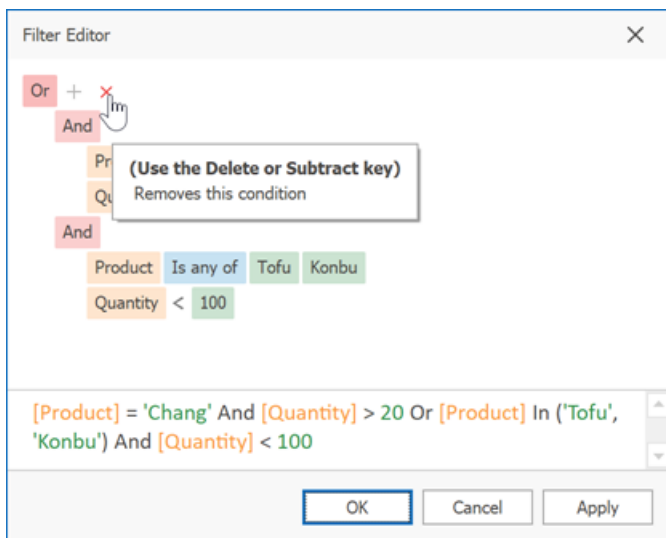 Filter Editor
Or
And
Pr
(Use the Delete or Subtract key)
Qu
Removes this condition
And
Product Is any of Tofu Konbu
Quantity < 100
[Product] = 'Chang' And [Quantity] > 20 Or [Product] In ('Tofu',
'Konbu') And [Quantity] < 100
OK Cancel Apply